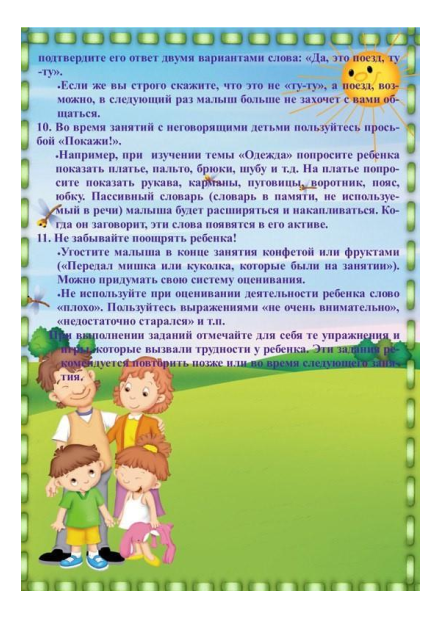 подтвердите его ответ двумя вариантами слова: «Да, это поезд, ту
-ту».
•Если же вы строго скажите, что это не «ту-ту», а поезд, воз-
можно, в следующий раз малыш больше не захочет с вами об-
щаться.
10. Во время занятий с неговорящими детьми пользуйтесь прось-
бой «Покажи!».
•Например, при изучении темы «Одежда» попросите ребенка
показать платье, пальто, брюки, шубу и т.д. На платье попро-
сите показать рукава, карманы, пуговицы, воротник, пояс,
юбку. Пассивный словарь (словарь в памяти, не используе-
мый в речи) малыша будет расширяться и накапливаться. Ко-
гда он заговорит, эти слова появятся в его активе.
11. Не забывайте поощрять ребенка!
•Угостите малыша в конце занятия конфетой или фруктами
(«Передал мишка или куколка, которые были на занятии»).
Можно придумать свою систему оценивания.
•Не используйте при оценивании деятельности ребенка слово
«плохо». Пользуйтесь выражениями «не очень внимательно»,
«недостаточно старался» и т.п.
При выполнении заданий отмечайте для себя те упражнения и
игры, которые вызвали трудности у ребенка. Эти задания ре-
комендуется повторить позже или во время следующего заня-
тия.